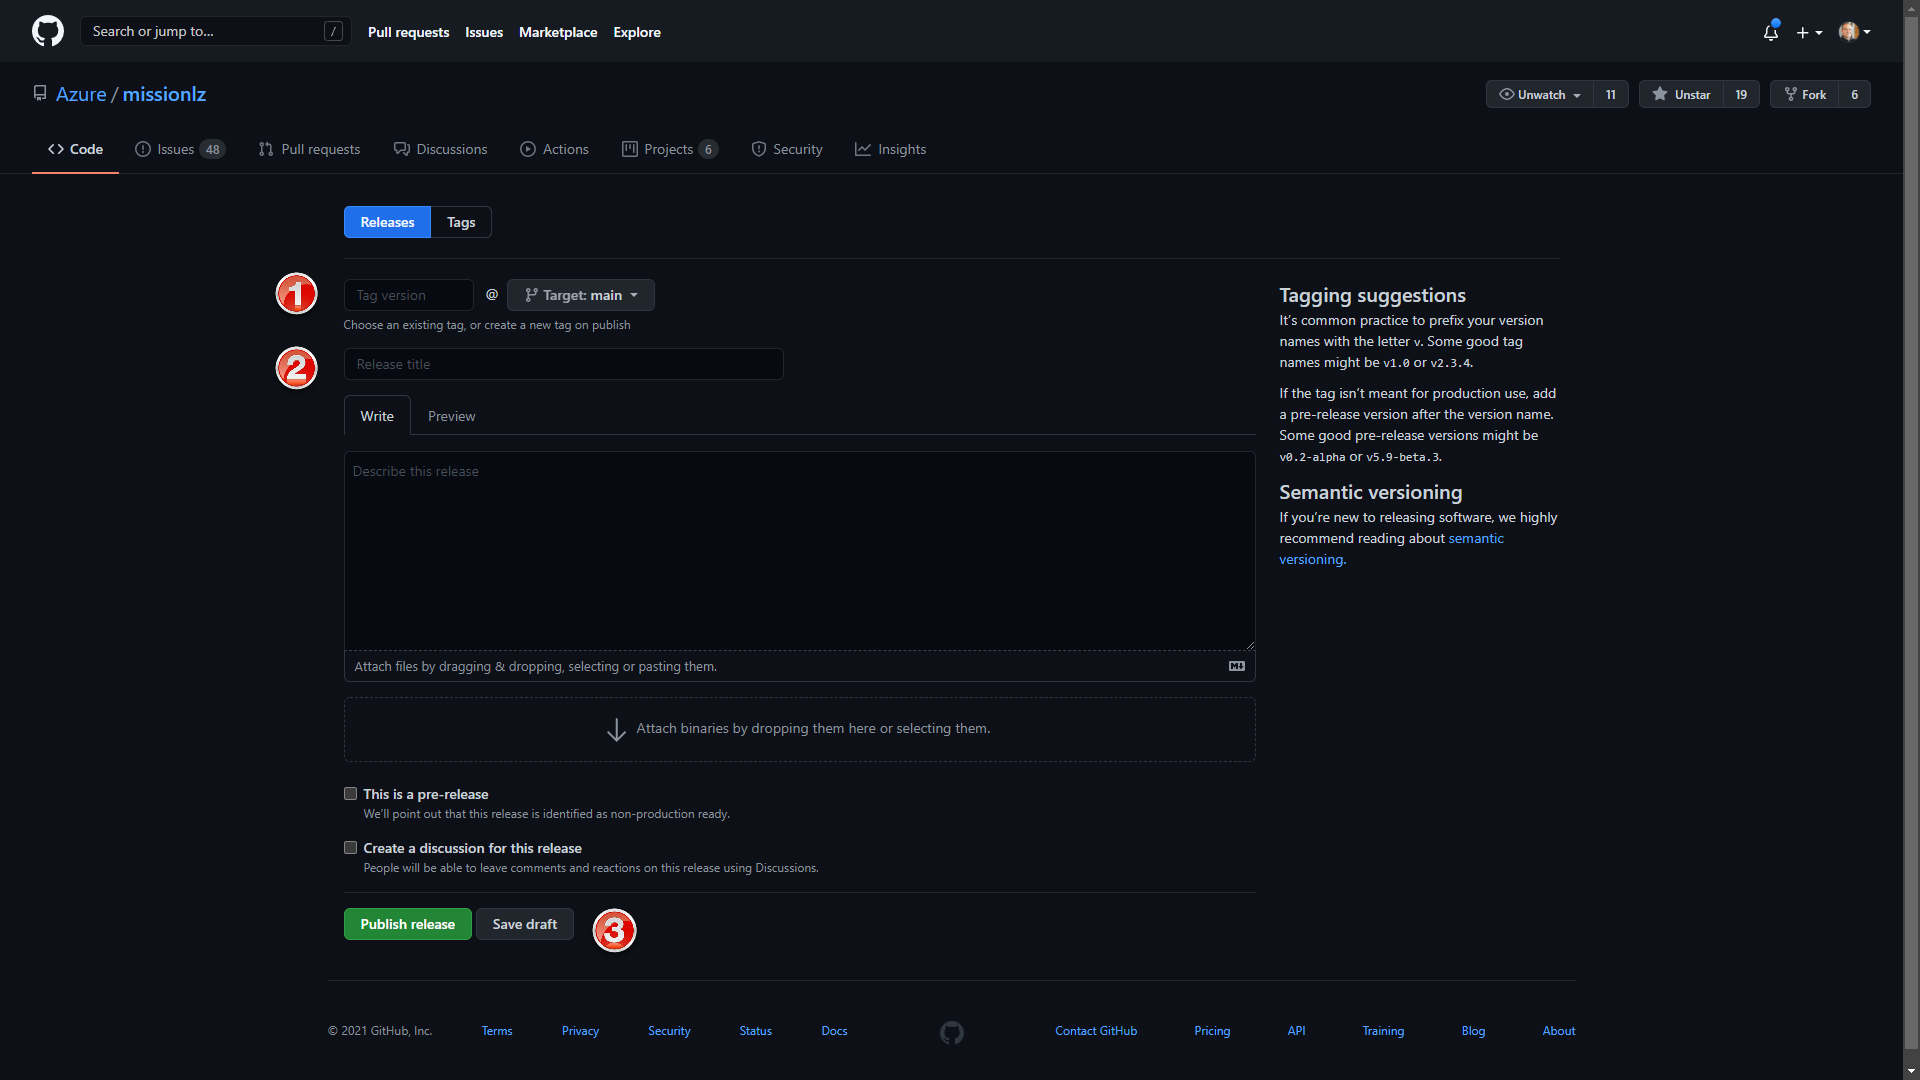 Search or jump to... /
Pull requests Issues Marketplace Explore
Azure / missionlz
Unwatch 11 Unstar 19 Fork 6
Code Issues 48 Pull requests Discussions Actions Projects 6 Security Insights
Releases Tags
1
Tag version @ Target: main
Choose an existing tag, or create a new tag on publish
2
Release title
Write Preview
Describe this release
Attach files by dragging & dropping, selecting or pasting them.
Attach binaries by dropping them here or selecting them.
This is a pre-release
We'll point out that this release is identified as non-production ready.
Create a discussion for this release
People will be able to leave comments and reactions on this release using Discussions.
Publish release Save draft 3
Tagging suggestions
It's common practice to prefix your version
names with the letter v. Some good tag
names might be v1.0 or v2.3.4.
If the tag isn't meant for production use, add
a pre-release version after the version name.
Some good pre-release versions might be
v0.2-alpha or v5.9-beta.3.
Semantic versioning
If you're new to releasing software, we highly
recommend reading about semantic
versioning.
© 2021 GitHub, Inc. Terms Privacy Security Status Docs Contact GitHub Pricing API Training Blog About